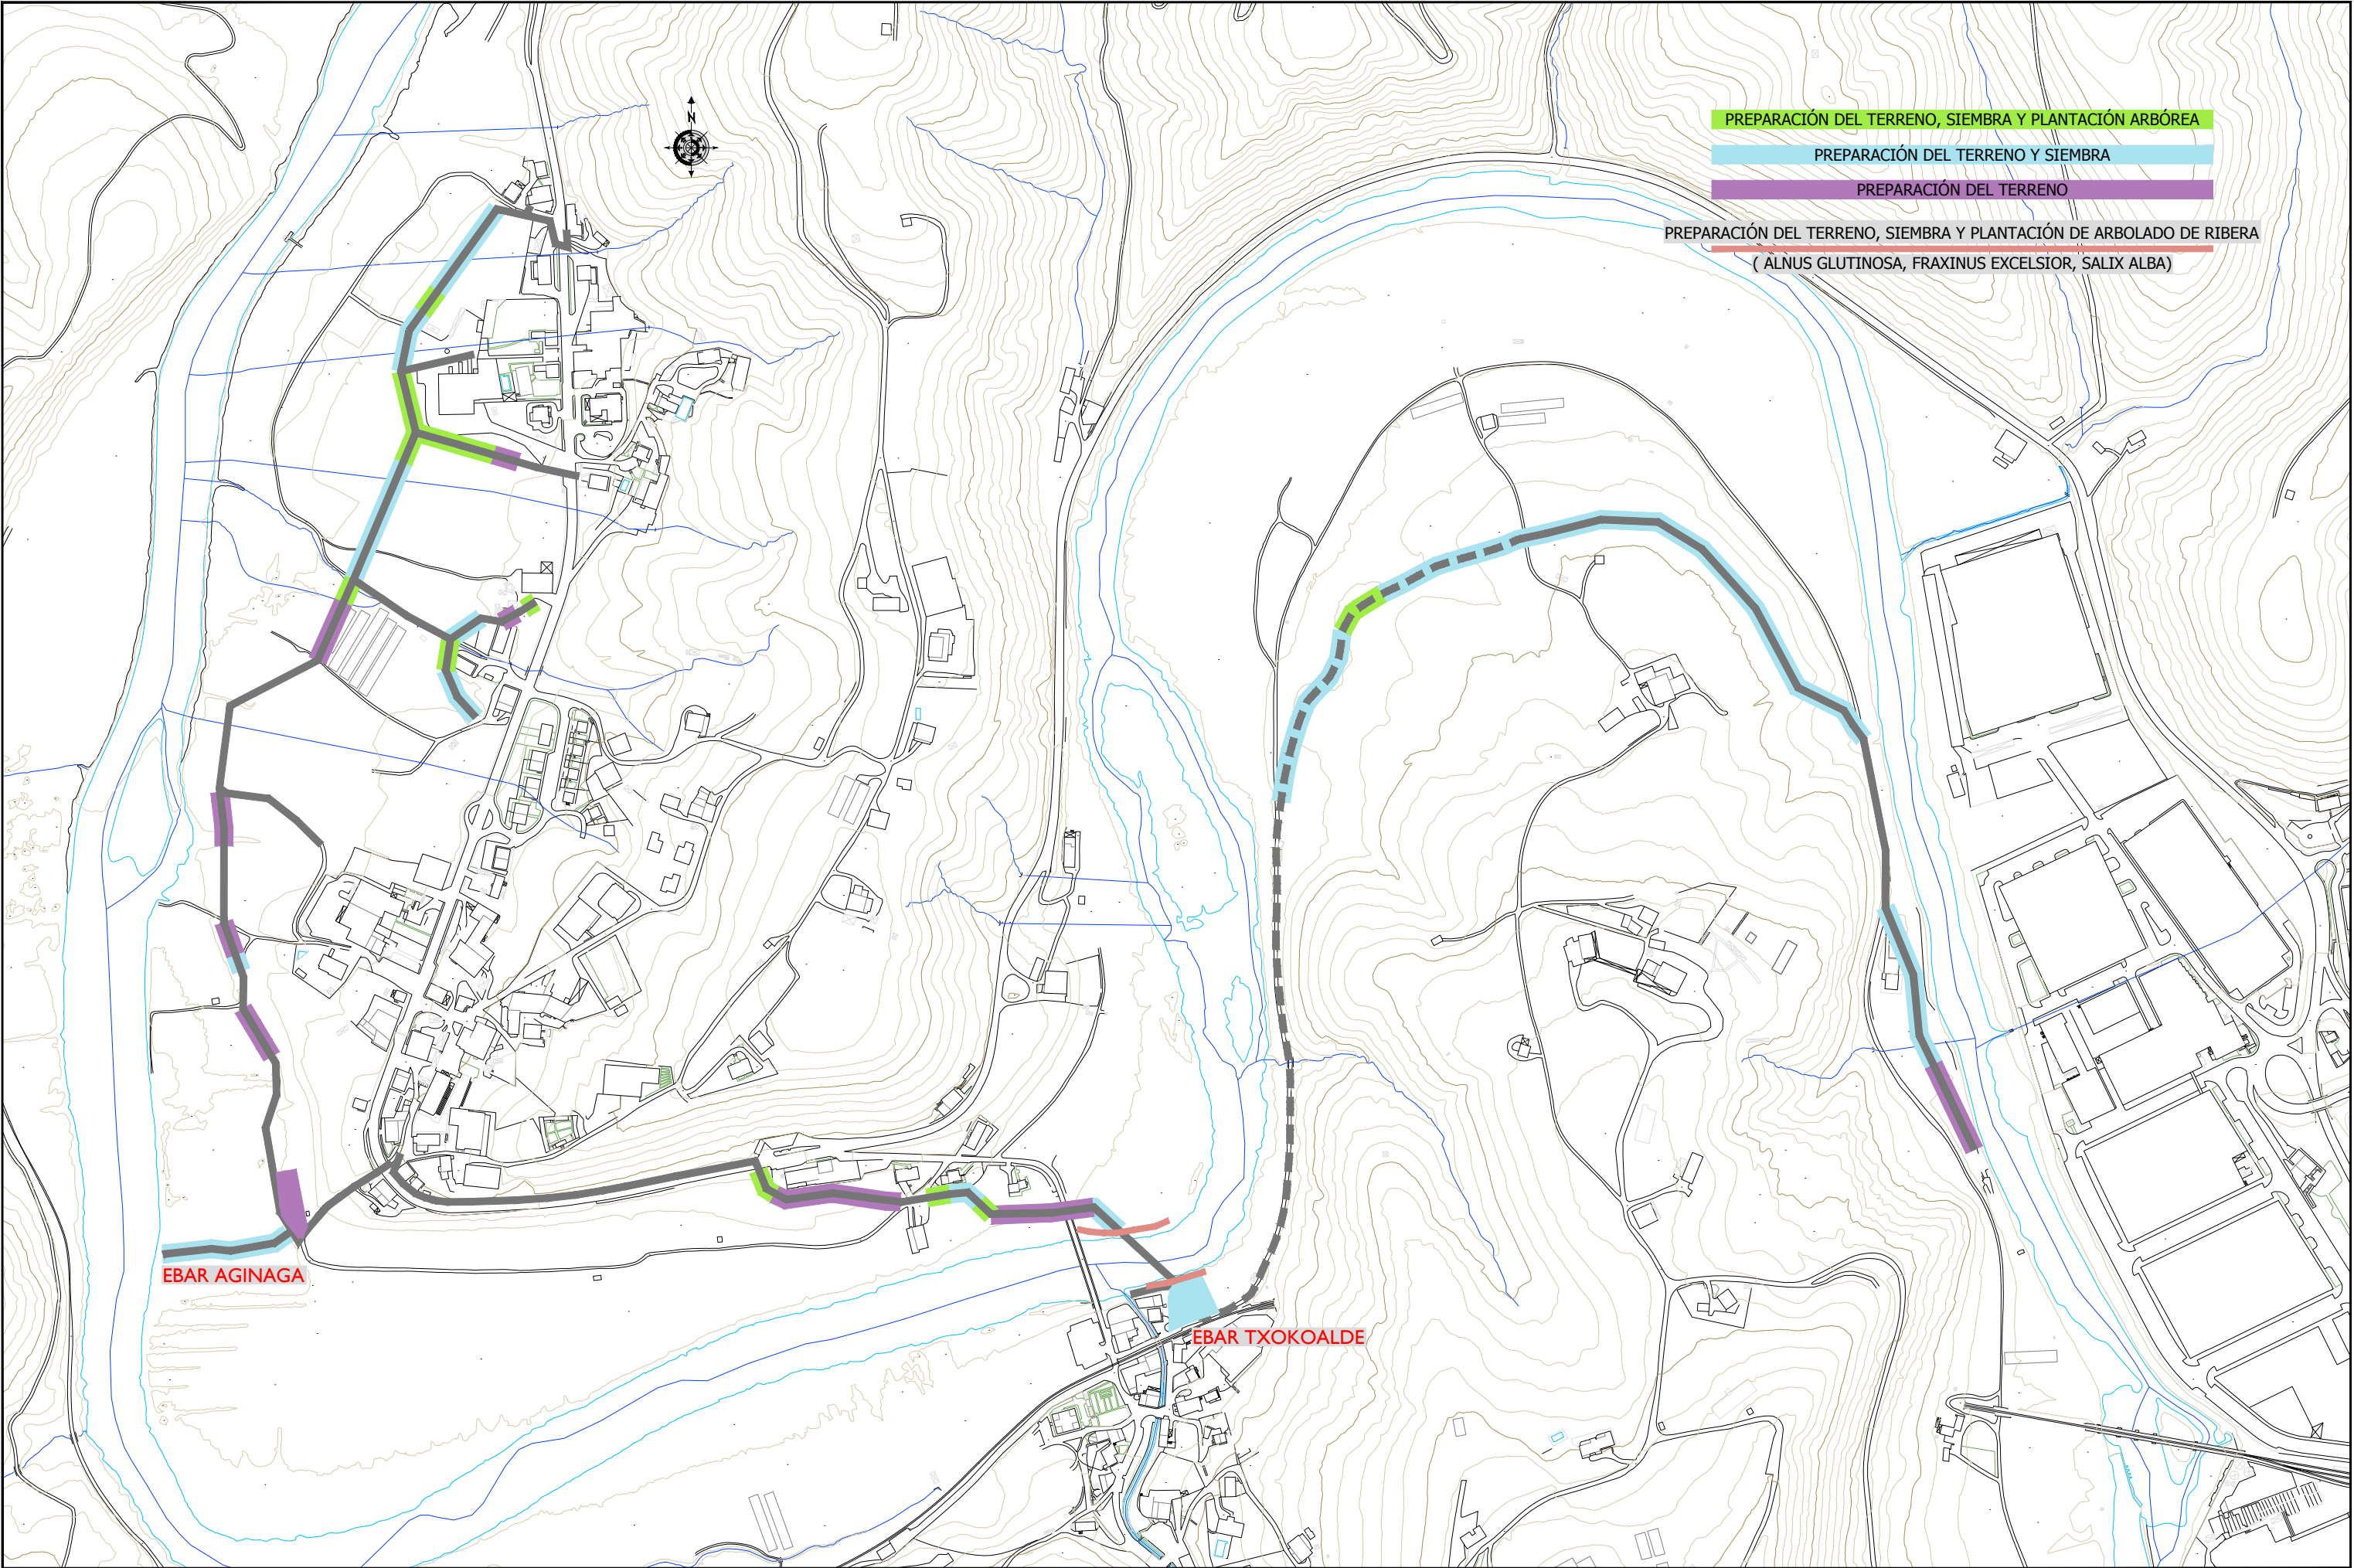 N
PREPARACIÓN DEL TERRENO, SIEMBRA Y PLANTACIÓN ARBÓREA
PREPARACIÓN DEL TERRENO Y SIEMBRA
PREPARACIÓN DEL TERRENO
PREPARACIÓN DEL TERRENO, SIEMBRA Y PLANTACIÓN DE ARBOLADO DE RIBERA
( ALNUS GLUTINOSA, FRAXINUS EXCELSIOR, SALIX ALBA)
EBAR AGINAGA
EBAR TXOKOALDE